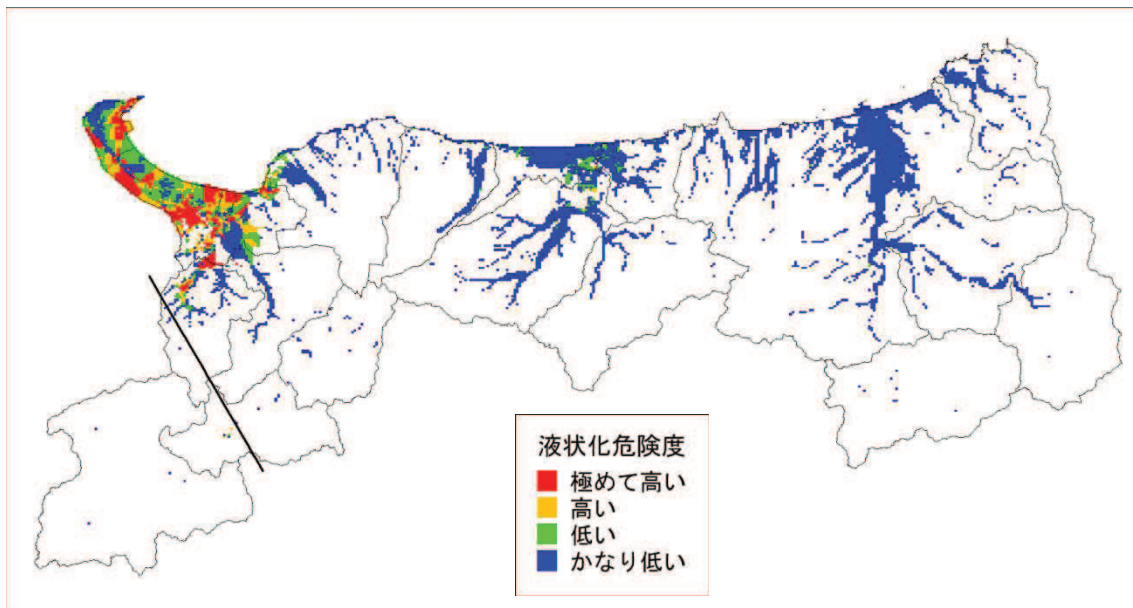 液状化危険度
極めて高い
高い
低い
かなり低い